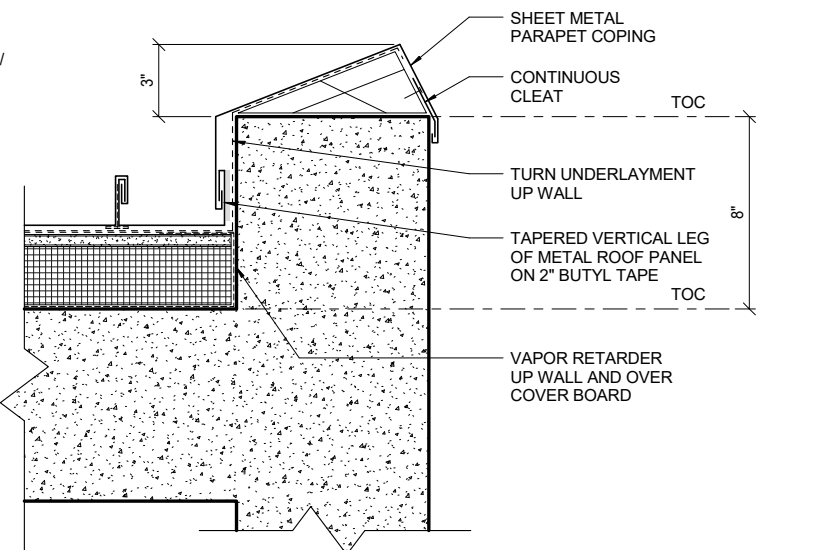 SHEET METAL
PARAPET COPING
3"
CONTINUOUS
CLEAT
TOC
TURN UNDERLAYMENT
UP WALL
8"
TAPERED VERTICAL LEG
OF METAL ROOF PANEL
ON 2" BUTYL TAPE
TOC
VAPOR RETARDER
UP WALL AND OVER
COVER BOARD